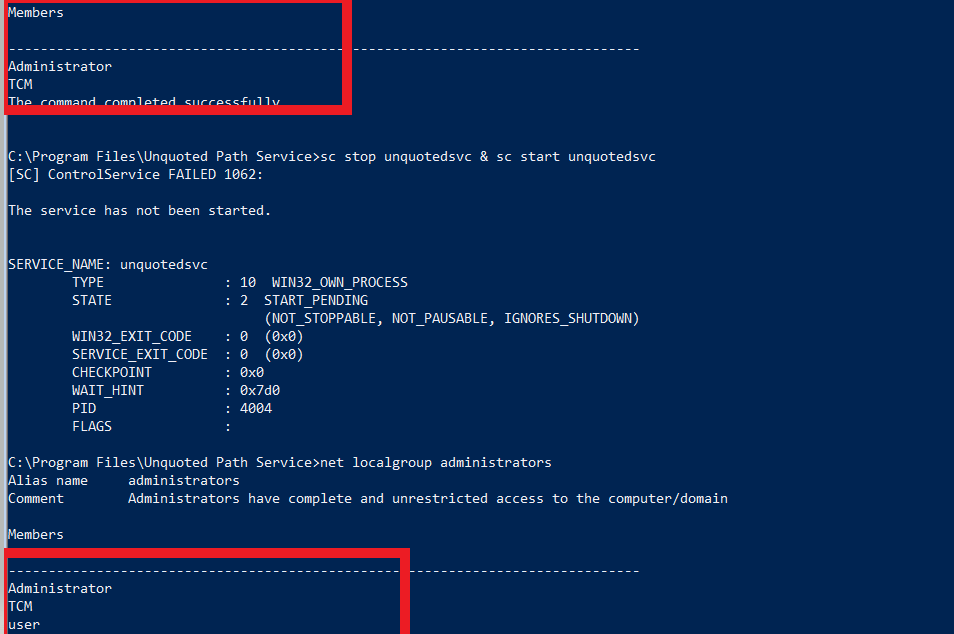 Members

-------------------------------------------------------------------------------
Administrator
TCM
The command completed successfully.

C:\Program Files\Unquoted Path Service>sc stop unquotedsvc & sc start unquotedsvc
[SC] ControlService FAILED 1062:

The service has not been started.

SERVICE_NAME: unquotedsvc
        TYPE               : 10  WIN32_OWN_PROCESS
        STATE              : 2  START_PENDING
                                (NOT_STOPPABLE, NOT_PAUSABLE, IGNORES_SHUTDOWN)
        WIN32_EXIT_CODE    : 0  (0x0)
        SERVICE_EXIT_CODE  : 0  (0x0)
        CHECKPOINT         : 0x0
        WAIT_HINT          : 0x7d0
        PID                : 4004
        FLAGS              :

C:\Program Files\Unquoted Path Service>net localgroup administrators
Alias name     administrators
Comment        Administrators have complete and unrestricted access to the computer/domain

Members

-------------------------------------------------------------------------------
Administrator
TCM
user